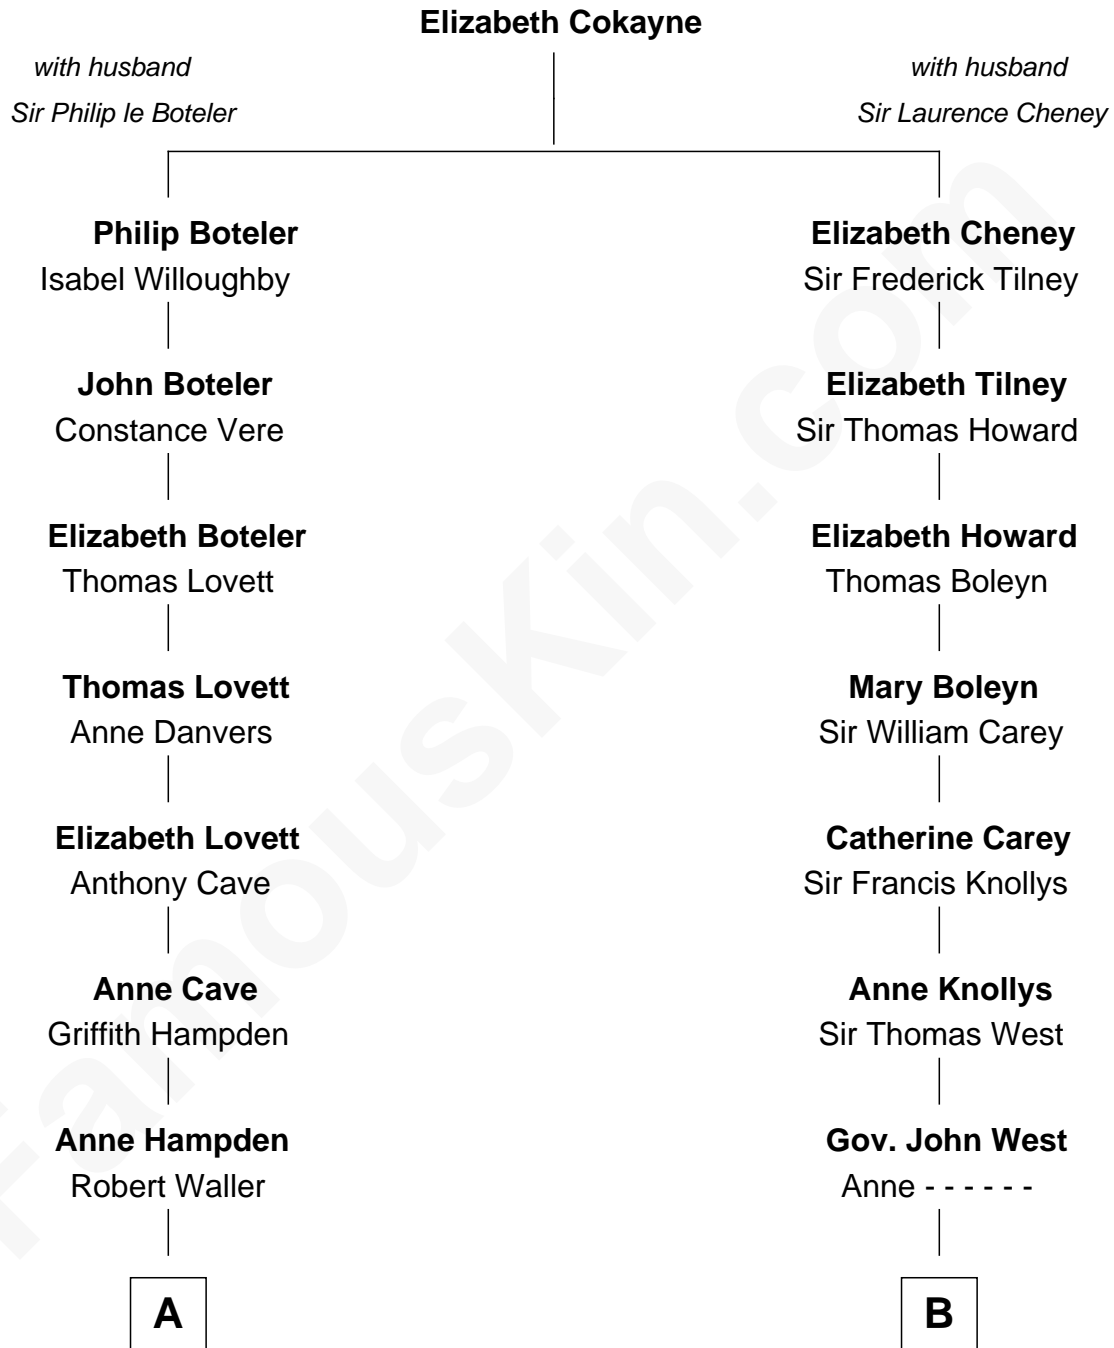 Elizabeth Cokayne
with husband
Sir Philip le Boteler
with husband
Sir Laurence Cheney
Philip Boteler
Isabel Willoughby
John Boteler
Constance Vere
Elizabeth Boteler
Thomas Lovett
Thomas Lovett
Anne Danvers
Elizabeth Lovett
Anthony Cave
Anne Cave
Griffith Hampden
Anne Hampden
Robert Waller
A
Elizabeth Cheney
Sir Frederick Tilney
Elizabeth Tilney
Sir Thomas Howard
Elizabeth Howard
Thomas Boleyn
Mary Boleyn
Sir William Carey
Catherine Carey
Sir Francis Knollys
Anne Knollys
Sir Thomas West
Gov. John West
Anne - - - - - -
B
FamousKin.com